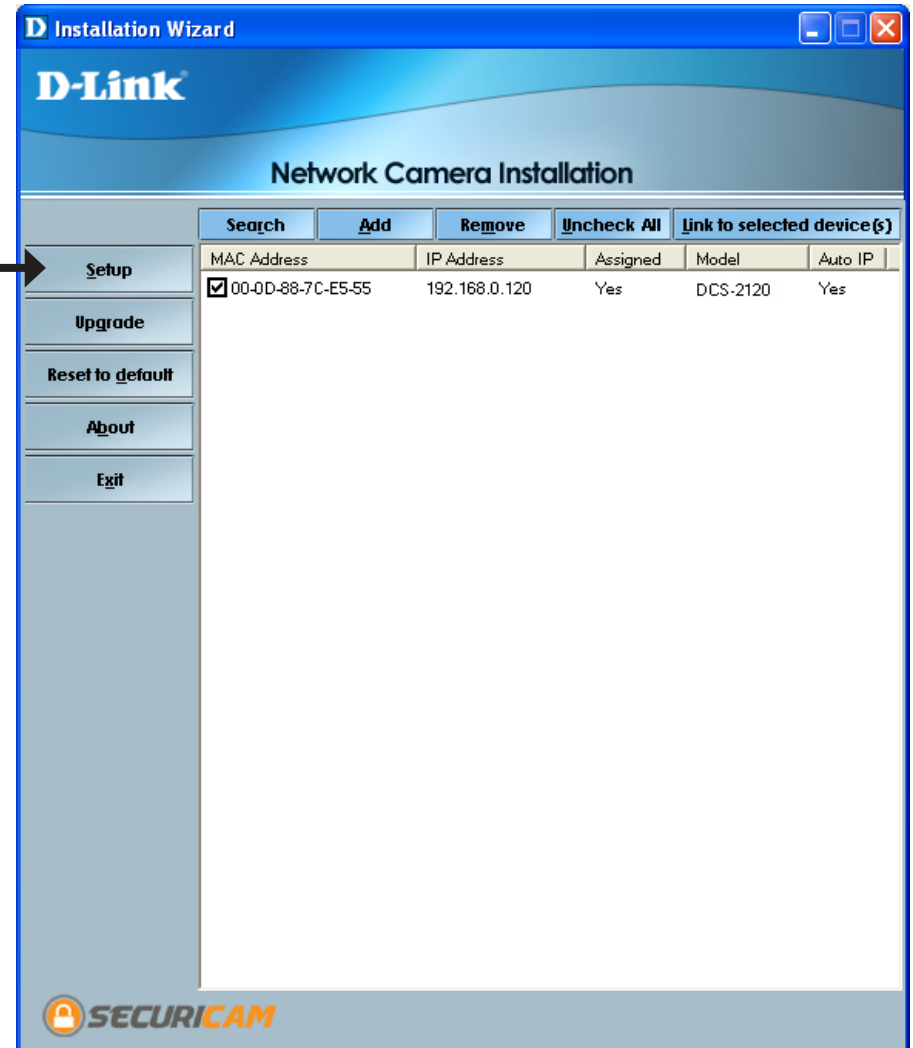 D Installation Wizard
D-Link
Network Camera Installation
Search Add Remove Uncheck All Link to selected device(s)
MAC Address IP Address Assigned Model Auto IP
00-0D-88-7C-E5-55 192.168.0.120 Yes DCS-2120 Yes
Setup
Upgrade
Reset to default
About
Exit
SECURICAM